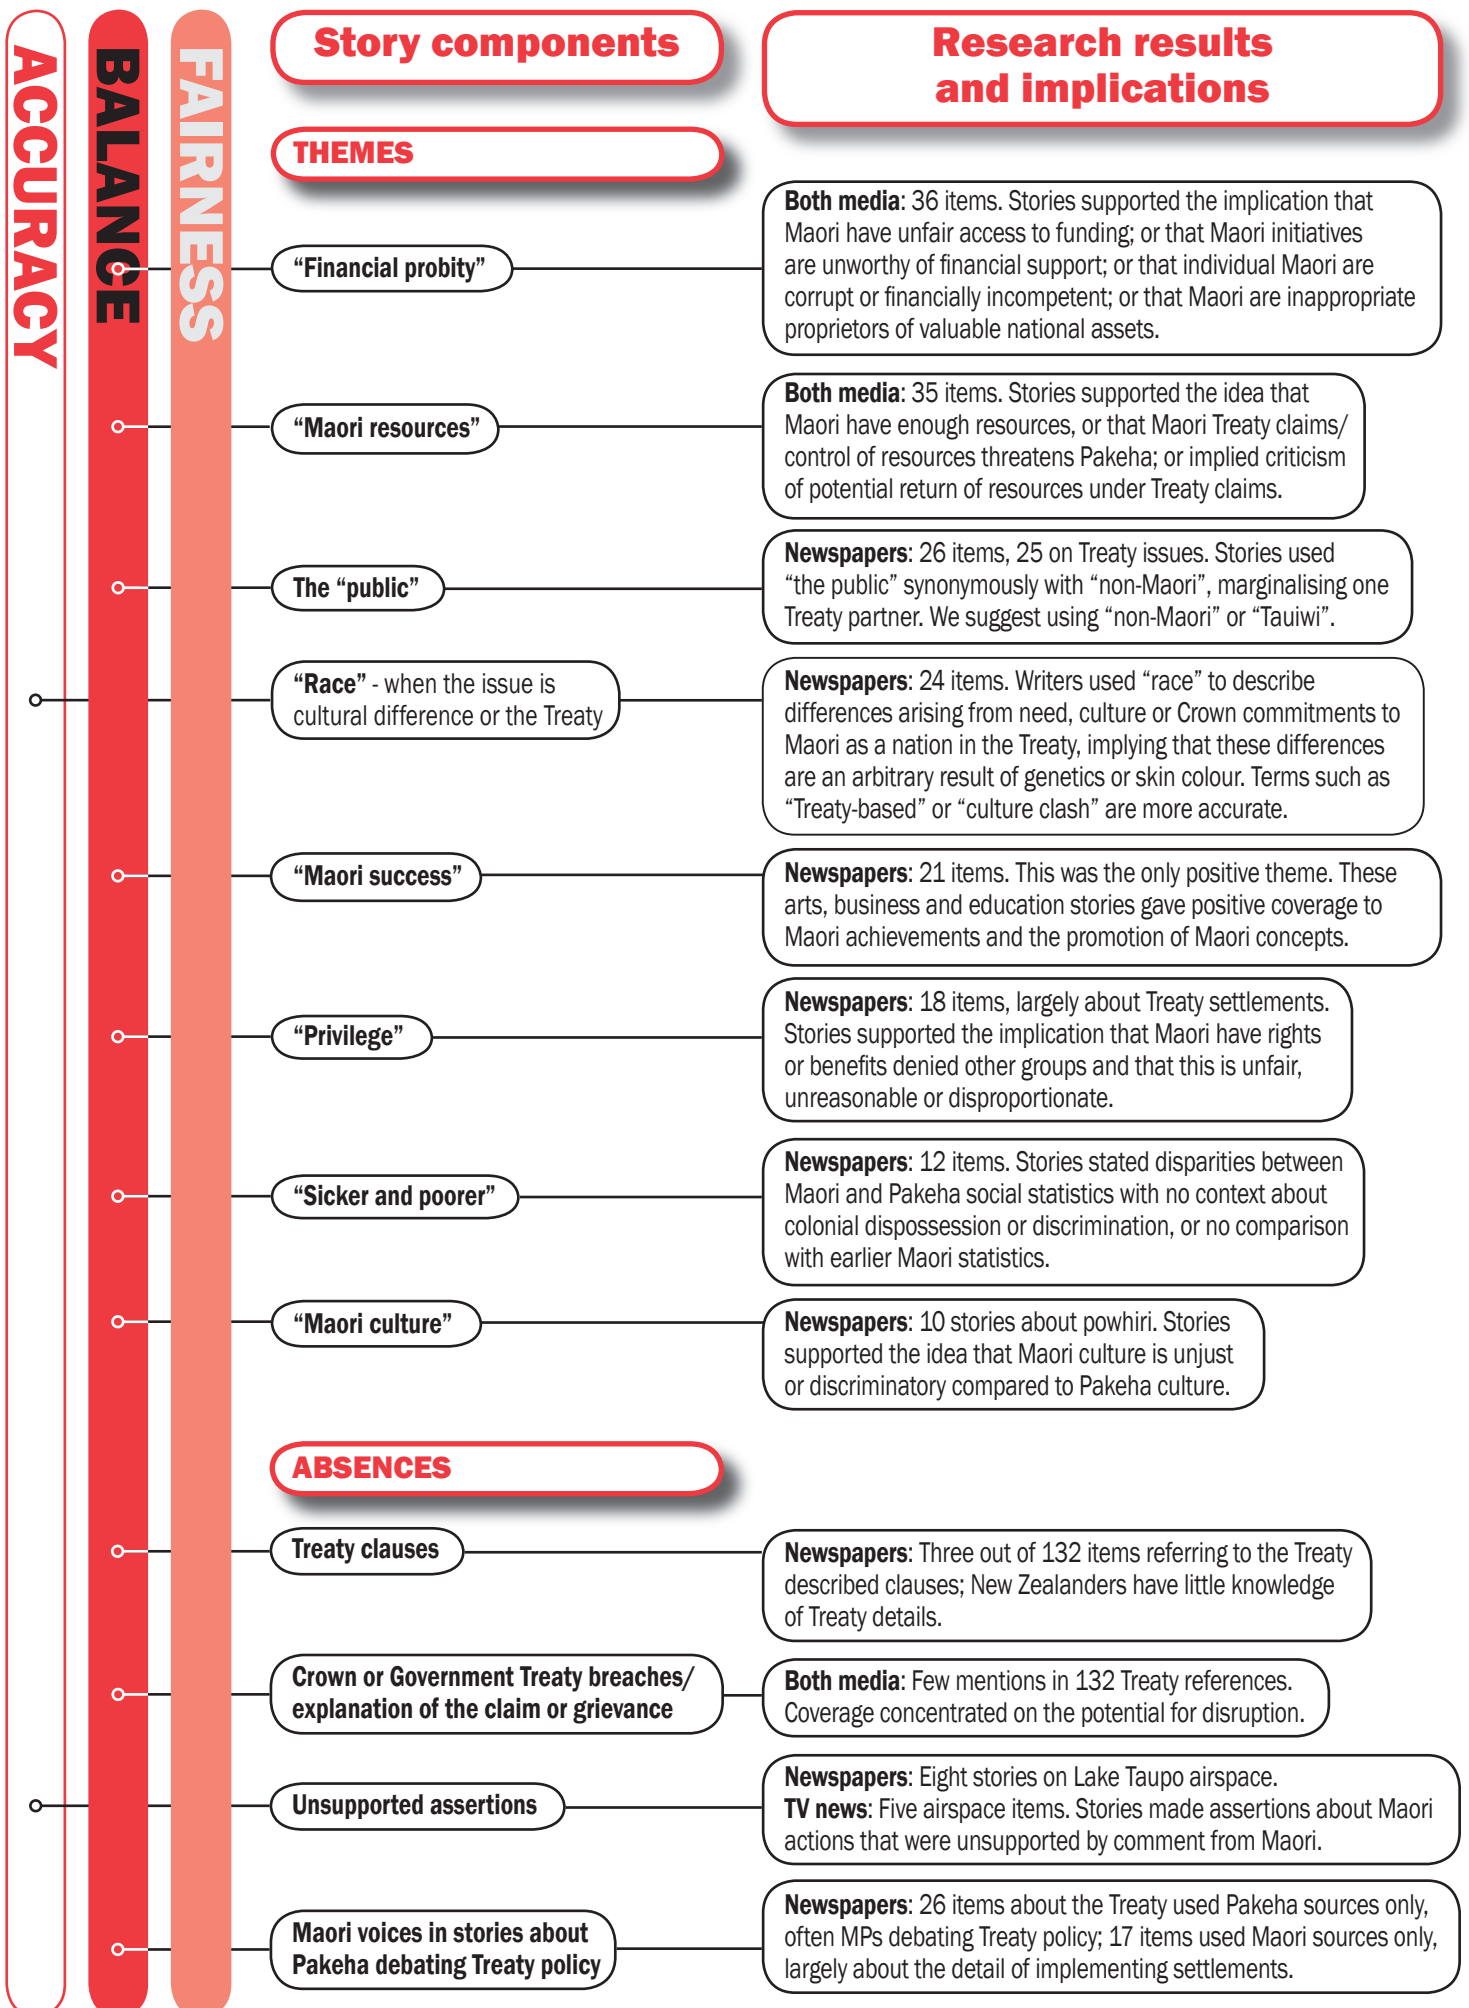 ACCURACY
BALANCE
FAIRNESS
Story components
Research results
and implications
THEMES
“Financial probity”
Both media: 36 items. Stories supported the implication that
Maori have unfair access to funding; or that Maori initiatives
are unworthy of financial support; or that individual Maori are
corrupt or financially incompetent; or that Maori are inappropriate
proprietors of valuable national assets.
“Maori resources”
Both media: 35 items. Stories supported the idea that
Maori have enough resources, or that Maori Treaty claims/
control of resources threatens Pakeha; or implied criticism
of potential return of resources under Treaty claims.
The “public”
Newspapers: 26 items, 25 on Treaty issues. Stories used
“the public” synonymously with “non-Maori”, marginalising one
Treaty partner. We suggest using “non-Maori” or “Tauiwi”.
“Race” - when the issue is
cultural difference or the Treaty
Newspapers: 24 items. Writers used “race” to describe
differences arising from need, culture or Crown commitments to
Maori as a nation in the Treaty, implying that these differences
are an arbitrary result of genetics or skin colour. Terms such as
“Treaty-based” or “culture clash” are more accurate.
“Maori success”
Newspapers: 21 items. This was the only positive theme. These
arts, business and education stories gave positive coverage to
Maori achievements and the promotion of Maori concepts.
“Privilege”
Newspapers: 18 items, largely about Treaty settlements.
Stories supported the implication that Maori have rights
or benefits denied other groups and that this is unfair,
unreasonable or disproportionate.
“Sicker and poorer”
Newspapers: 12 items. Stories stated disparities between
Maori and Pakeha social statistics with no context about
colonial dispossession or discrimination, or no comparison
with earlier Maori statistics.
“Maori culture”
Newspapers: 10 stories about powhiri. Stories
supported the idea that Maori culture is unjust
or discriminatory compared to Pakeha culture.
ABSENCES
Treaty clauses
Newspapers: Three out of 132 items referring to the Treaty
described clauses; New Zealanders have little knowledge
of Treaty details.
Crown or Government Treaty breaches/
explanation of the claim or grievance
Both media: Few mentions in 132 Treaty references.
Coverage concentrated on the potential for disruption.
Unsupported assertions
Newspapers: Eight stories on Lake Taupo airspace.
TV news: Five airspace items. Stories made assertions about Maori
actions that were unsupported by comment from Maori.
Maori voices in stories about
Pakeha debating Treaty policy
Newspapers: 26 items about the Treaty used Pakeha sources only,
often MPs debating Treaty policy; 17 items used Maori sources only,
largely about the detail of implementing settlements.